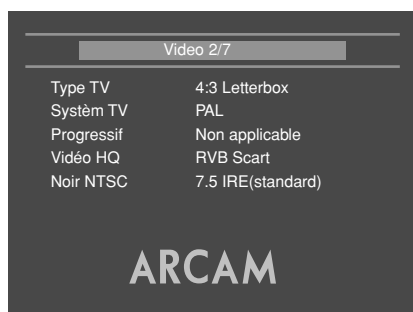 Video 2/7
Type TV 4:3 Letterbox
Systèm TV PAL
Progressif Non applicable
Vidéo HQ RVB Scart
Noir NTSC 7.5 IRE(standard)
ARCAM